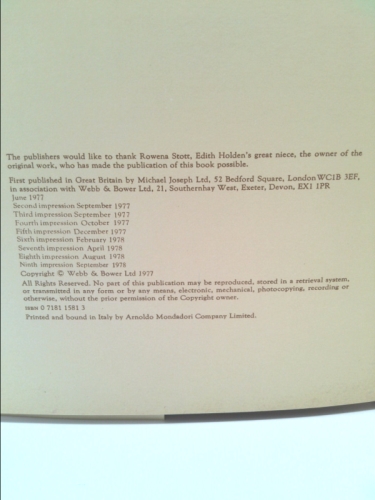 The publishers would like to thank Rowena Stott, Edith Holden's great niece, the owner of the
original work, who has made the publication of this book possible.
First published in Great Britain by Michael Joseph Ltd, 52 Bedford Square, London WC1B 3EF,
in association with Webb & Bower Ltd, 21, Southernhay West, Exeter, Devon, EX1 1PR
June 1977
Second impression September 1977
Third impression September 1977
Fourth impression October 1977
Fifth impression December 1977
Sixth impression February 1978
Seventh impression April 1978
Eighth impression August 1978
Ninth impression September 1978
Copyright © Webb & Bower Ltd 1977
All Rights Reserved. No part of this publication may be reproduced, stored in a retrieval system,
or transmitted in any form or by any means, electronic, mechanical, photocopying, recording or
otherwise, without the prior permission of the Copyright owner.
ISBN 0 7181 1581 3
Printed and bound in Italy by Arnoldo Mondadori Company Limited.